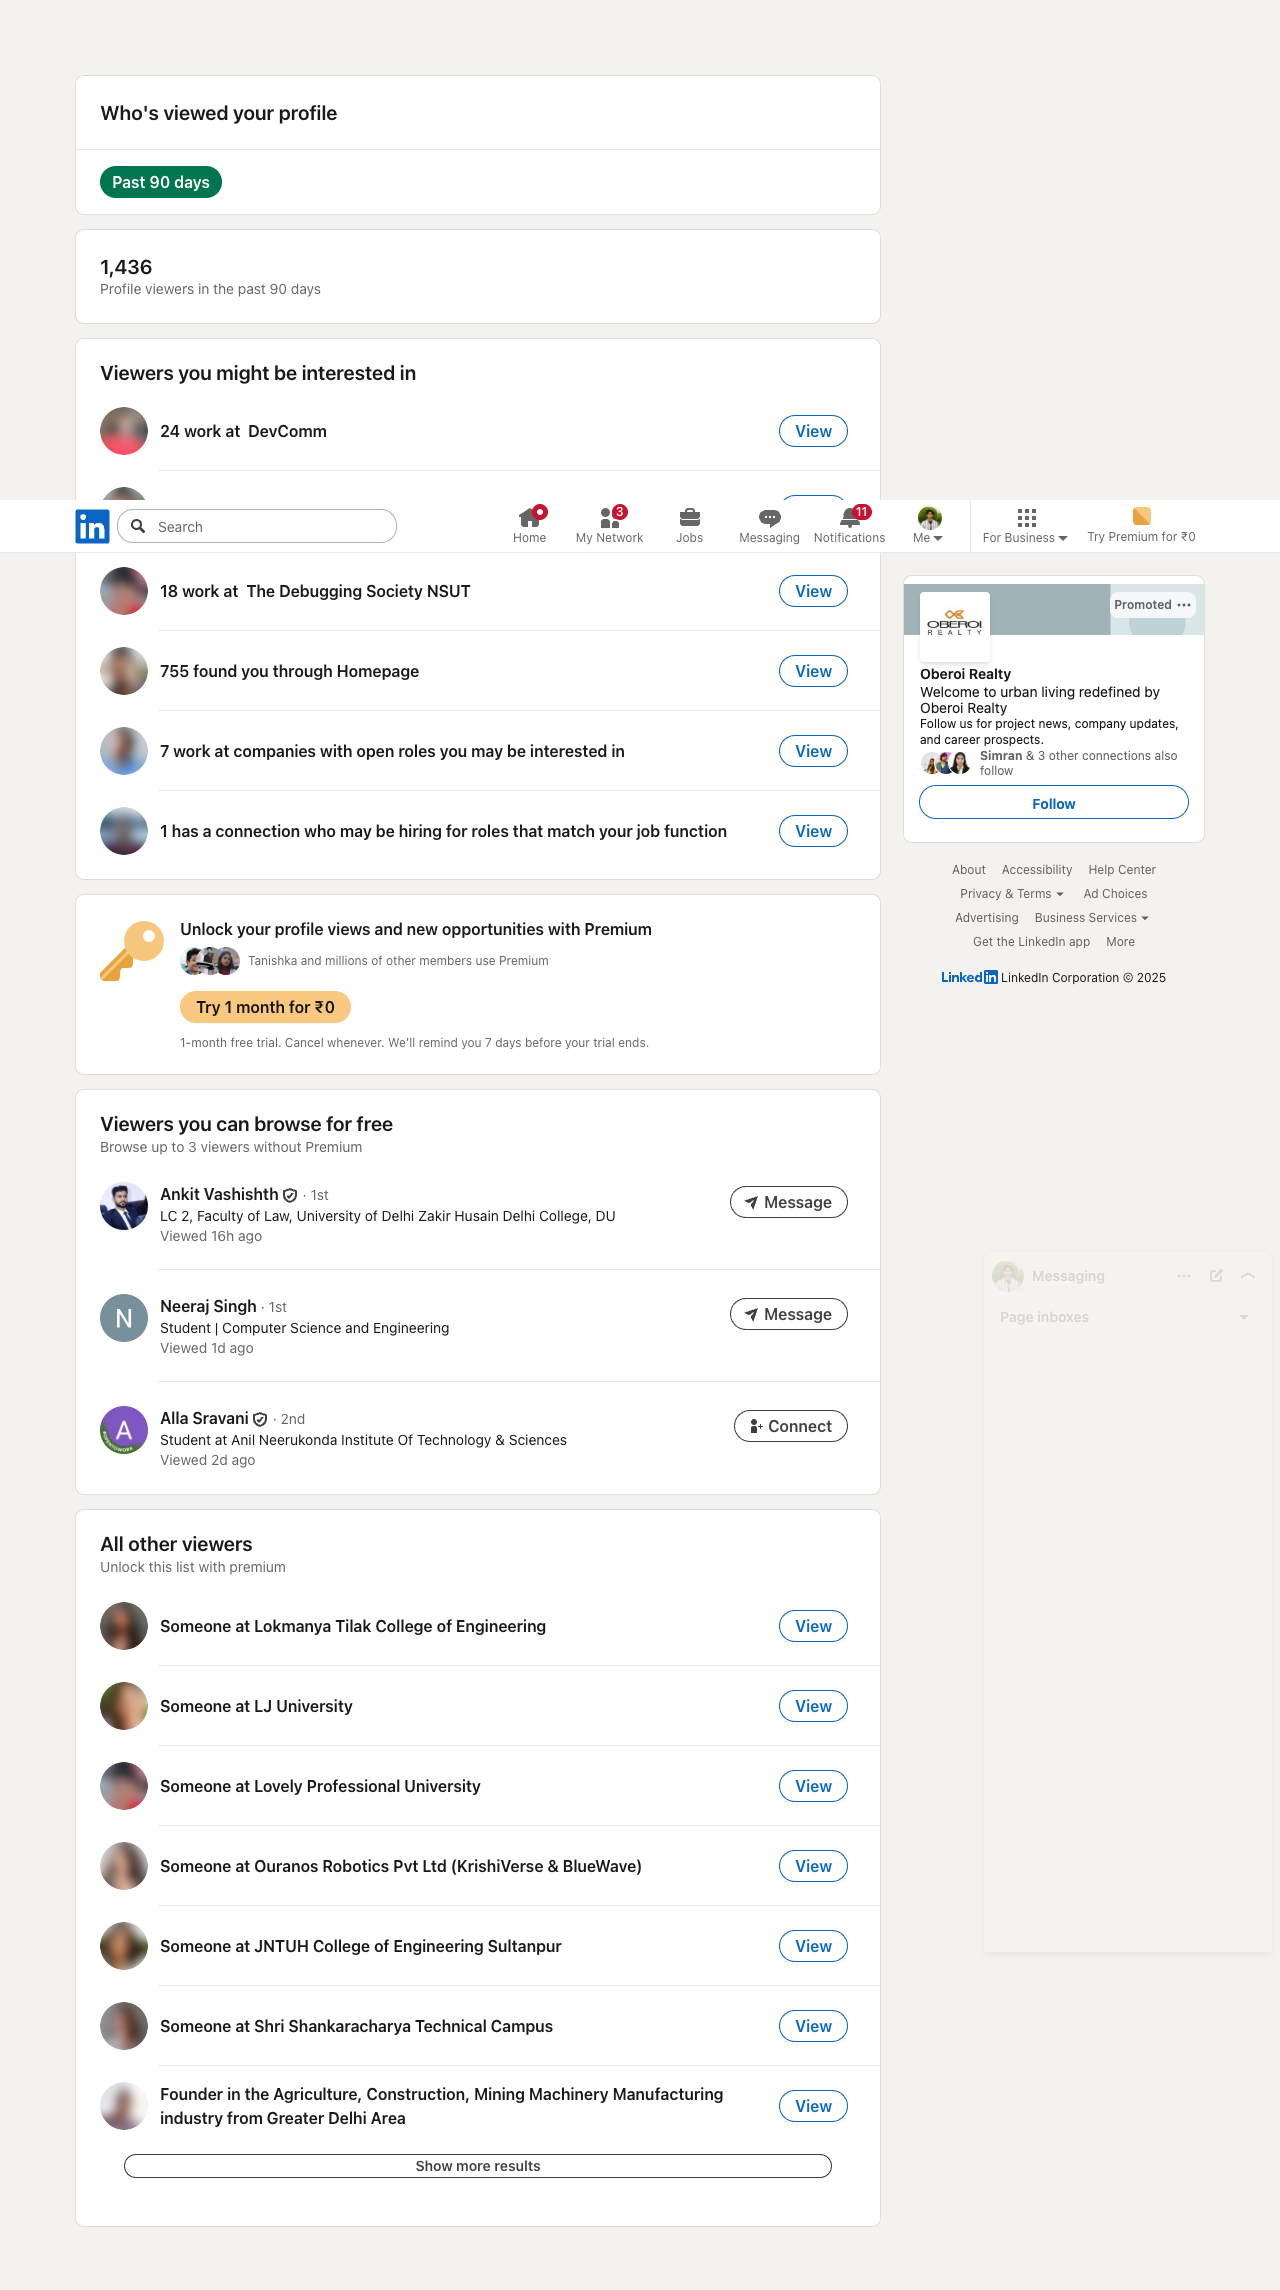 Who's viewed your profile
Past 90 days
1,436
Profile viewers in the past 90 days
Viewers you might be interested in
24 work at DevComm
View
in
Search
Home
3
My Network
Jobs
Messaging
11
Notifications
Me
For Business
Try Premium for ₹0
18 work at The Debugging Society NSUT
View
755 found you through Homepage
View
7 work at companies with open roles you may be interested in
View
1 has a connection who may be hiring for roles that match your job function
View
Promoted
OBEROI
REALTY
Oberoi Realty
Welcome to urban living redefined by
Oberoi Realty
Follow us for project news, company updates,
and career prospects.
Simran & 3 other connections also
follow
Follow
About Accessibility Help Center
Privacy & Terms Ad Choices
Advertising Business Services
Get the LinkedIn app More
LinkedIn LinkedIn Corporation © 2025
Unlock your profile views and new opportunities with Premium
Tanishka and millions of other members use Premium
Try 1 month for ₹0
1-month free trial. Cancel whenever. We'll remind you 7 days before your trial ends.
Viewers you can browse for free
Browse up to 3 viewers without Premium
Ankit Vashishth · 1st
LC 2, Faculty of Law, University of Delhi Zakir Husain Delhi College, DU
Viewed 16h ago
Message
N
Neeraj Singh · 1st
Student | Computer Science and Engineering
Viewed 1d ago
Message
A
#OPENTOWORK
Alla Sravani · 2nd
Student at Anil Neerukonda Institute Of Technology & Sciences
Viewed 2d ago
Connect
Messaging
Page inboxes
All other viewers
Unlock this list with premium
Someone at Lokmanya Tilak College of Engineering
View
Someone at LJ University
View
Someone at Lovely Professional University
View
Someone at Ouranos Robotics Pvt Ltd (KrishiVerse & BlueWave)
View
Someone at JNTUH College of Engineering Sultanpur
View
Someone at Shri Shankaracharya Technical Campus
View
Founder in the Agriculture, Construction, Mining Machinery Manufacturing
industry from Greater Delhi Area
View
Show more results